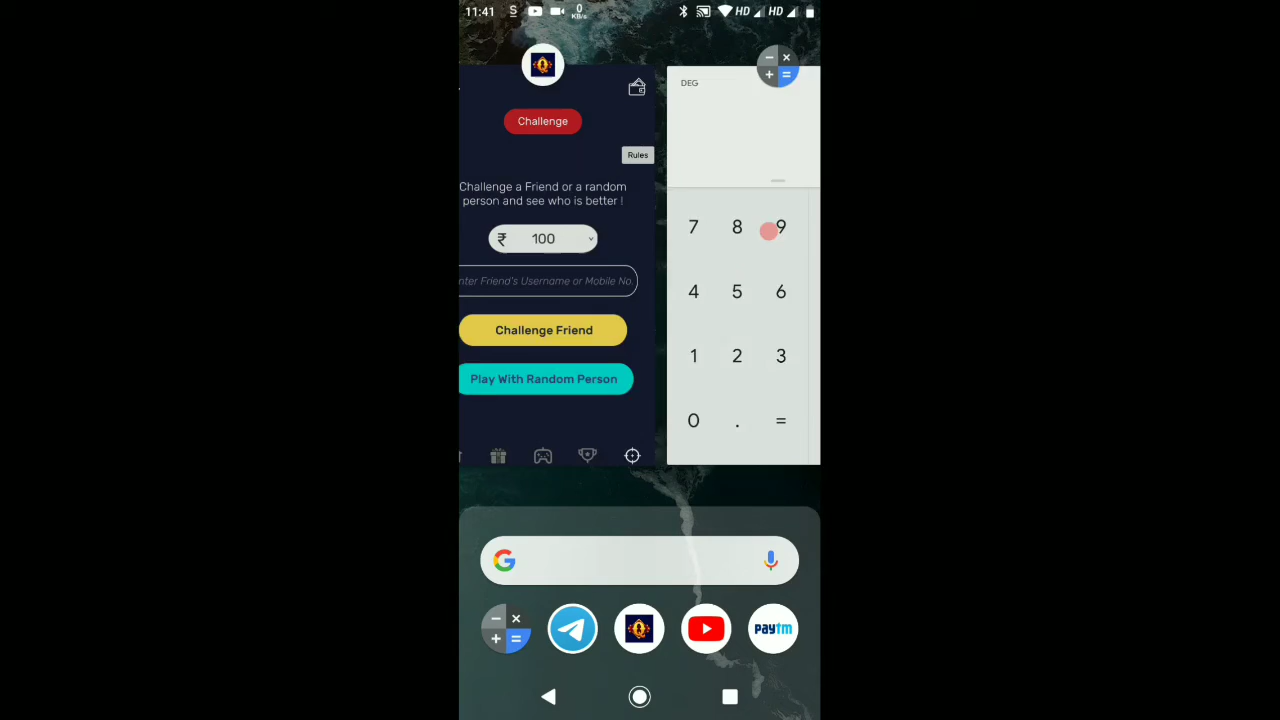 11:41 S 0 KB/s HD HD
Challenge
Rules
Challenge a Friend or a random
person and see who is better !
₹ 100
nter Friend's Username or Mobile No.
Challenge Friend
Play With Random Person
DEG
7 8 9
4 5 6
1 2 3
0 . =
− ×
+ =
G
− ×
+ =
paytm